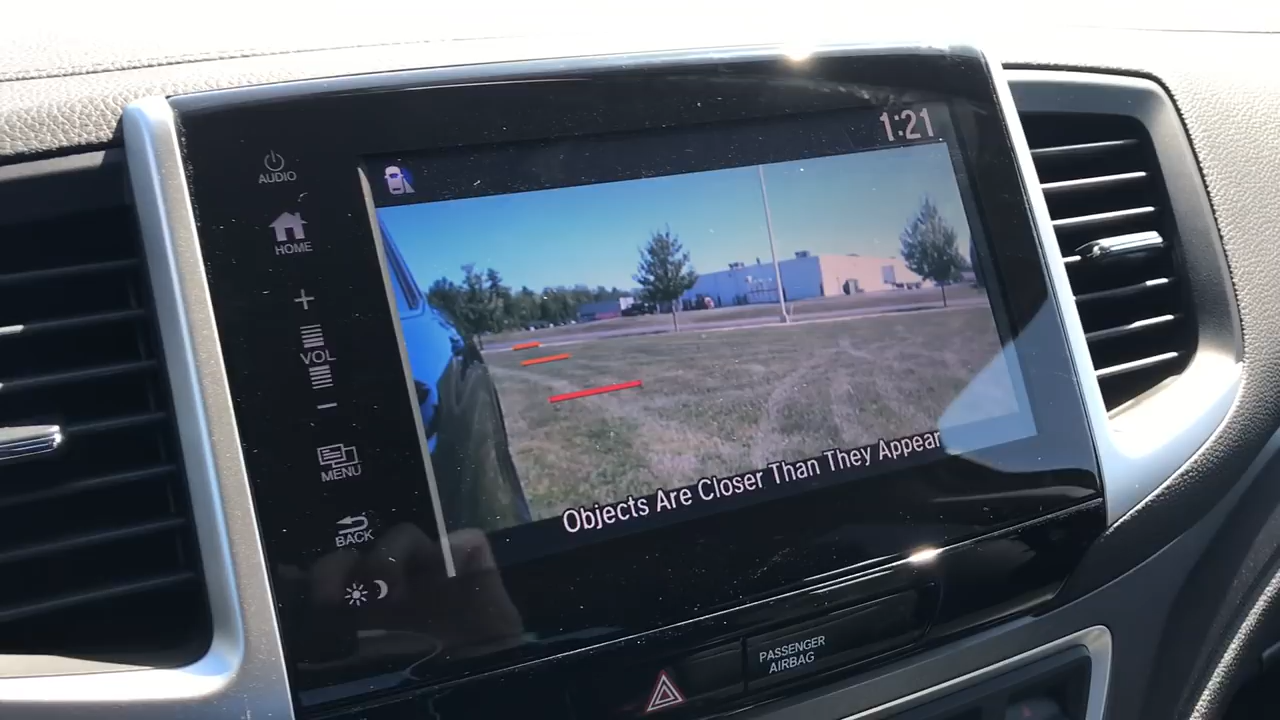 AUDIO
HOME
+
VOL
−
MENU
BACK
1:21
Objects Are Closer Than They Appear
PASSENGER
AIRBAG